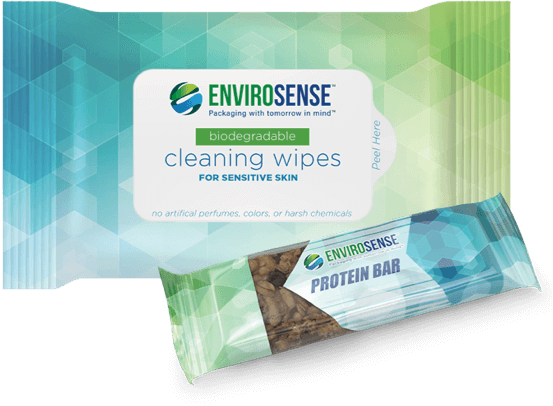 ENVIROSENSE™
Packaging with tomorrow in mind™
biodegradable
cleaning wipes
FOR SENSITIVE SKIN
Peel Here
no artifical perfumes, colors, or harsh chemicals
ENVIROSENSE
PROTEIN BAR